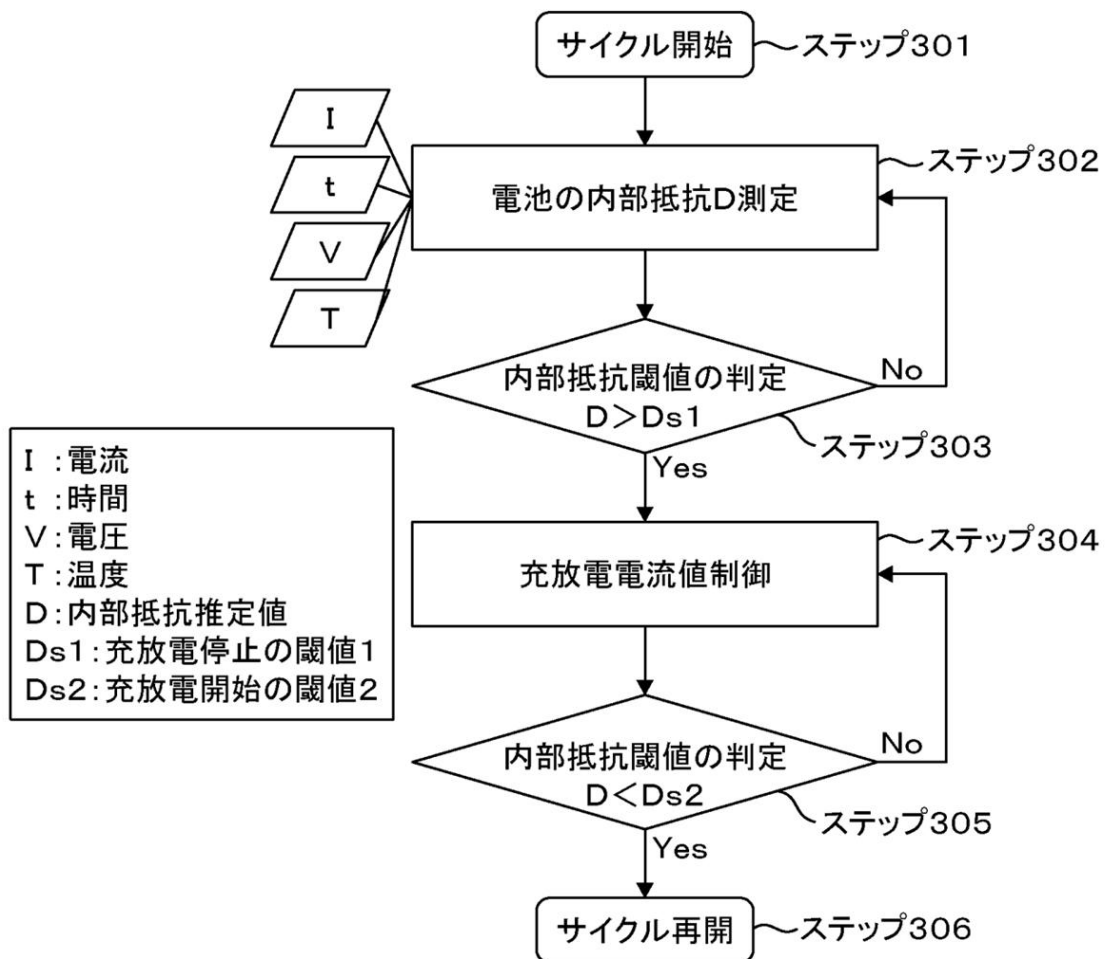 サイクル開始
ステップ301
I
t
V
T
電池の内部抵抗D測定
ステップ302
内部抵抗閾値の判定
D＞Ds1
No
ステップ303
Yes
I :電流
t :時間
V:電圧
T:温度
D:内部抵抗推定値
Ds1:充放電停止の閾値1
Ds2:充放電開始の閾値2
充放電電流値制御
ステップ304
内部抵抗閾値の判定
D＜Ds2
No
ステップ305
Yes
サイクル再開
ステップ306